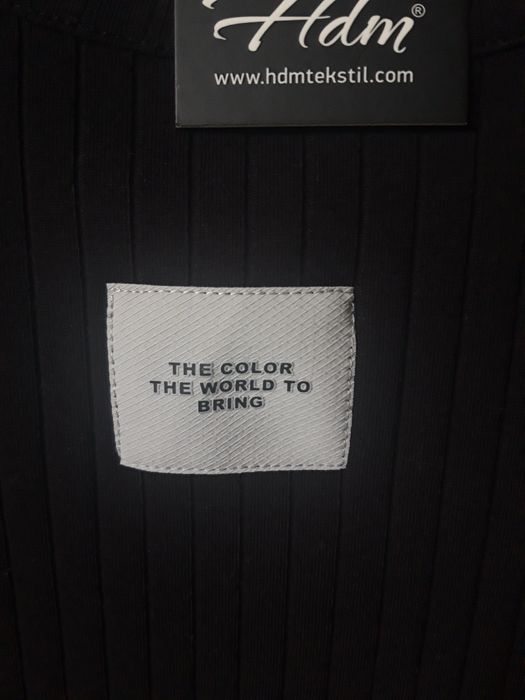 Hdm®
www.hdmtekstil.com
THE COLOR
THE WORLD TO
BRING